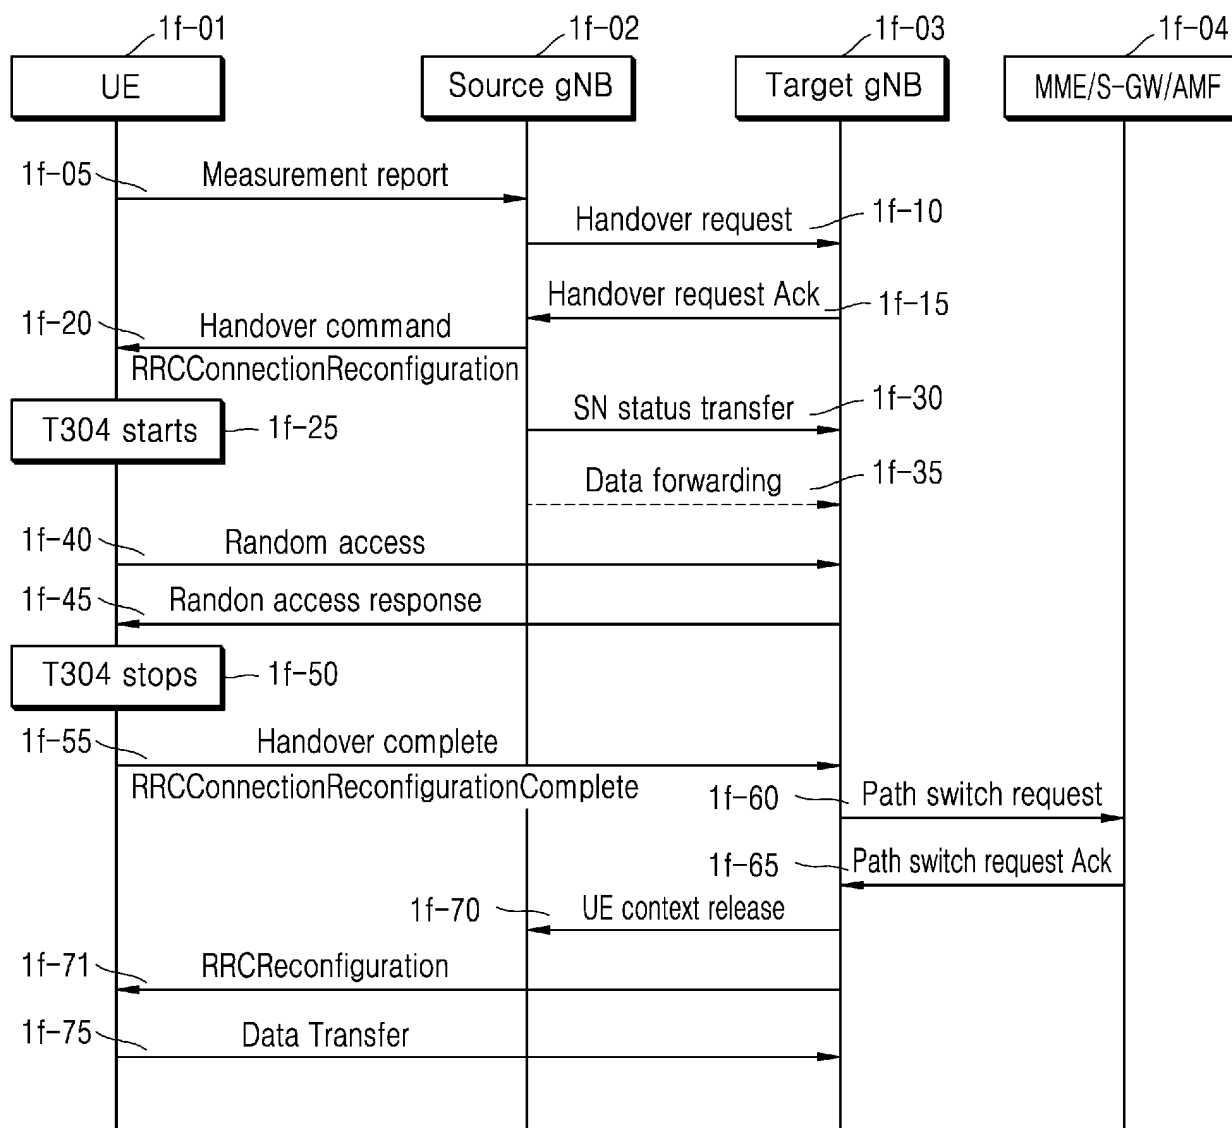 1f-01
1f-02
1f-03
1f-04
UE
Source gNB
Target gNB
MME/S-GW/AMF
1f-05
Measurement report
Handover request
1f-10
Handover request Ack
1f-15
1f-20
Handover command
RRCConnectionReconfiguration
T304 starts
1f-25
SN status transfer
1f-30
Data forwarding
1f-35
1f-40
Random access
1f-45
Randon access response
T304 stops
1f-50
1f-55
Handover complete
RRCConnectionReconfigurationComplete
1f-60
Path switch request
1f-65
Path switch request Ack
1f-70
UE context release
1f-71
RRCReconfiguration
1f-75
Data Transfer